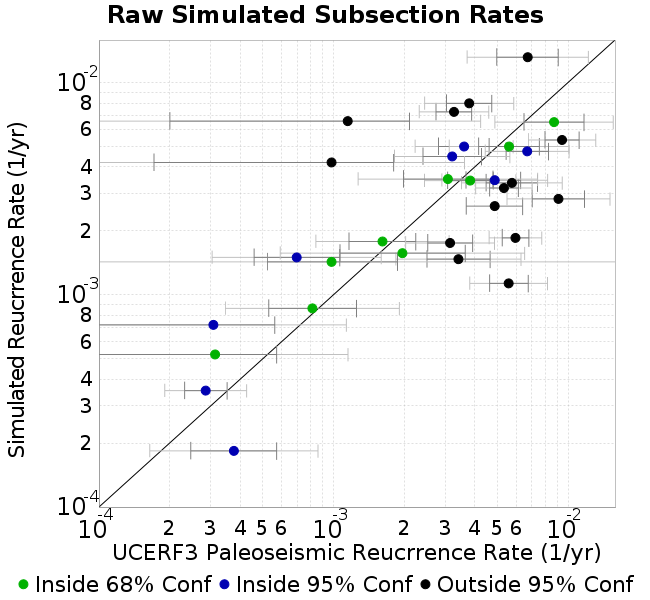 Raw Simulated Subsection Rates
Simulated Reucrrence Rate (1/yr)
10-2
8
6
4
3
2
10-3
8
6
4
3
2
10-4
10-4 2 3 4 5 6 10-3 2 3 4 5 6 10-2
UCERF3 Paleoseismic Reucrrence Rate (1/yr)
Inside 68% Conf Inside 95% Conf Outside 95% Conf